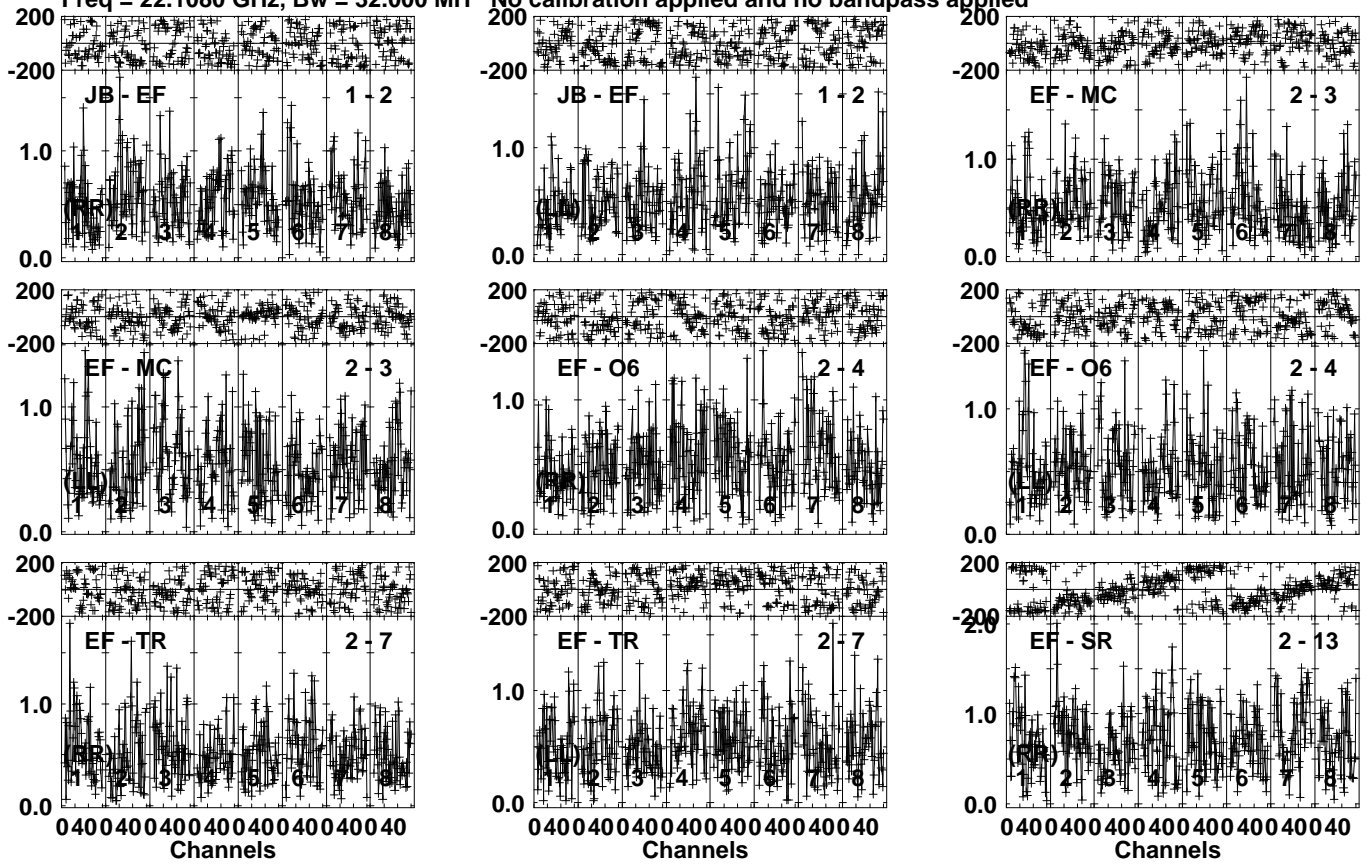 Freq = 22.1080 GHz, Bw = 32.000 MH No calibration applied and no bandpass applied
200 200 200
-200 -200 -200
JB - EF 1 - 2 JB - EF 1 - 2 EF - MC 2 - 3
1.0 1.0 1.0
(RR) (LL) (RR)
1 2 3 4 5 6 7 8 1 2 3 4 5 6 7 8 1 2 3 4 5 6 7 8
0.0 0.0 0.0
200 200 200
-200 -200 -200
EF - MC 2 - 3 EF - O6 2 - 4 EF - O6 2 - 4
1.0 1.0 1.0
(LL) (RR) (LL)
1 2 3 4 5 6 7 8 1 2 3 4 5 6 7 8 1 2 3 4 5 6 7 8
0.0 0.0 0.0
200 200 200
-200 -200 -200
2.0
EF - TR 2 - 7 EF - TR 2 - 7 EF - SR 2 - 13
1.0 1.0 1.0
(RR) (LL) (RR)
1 2 3 4 5 6 7 8 1 2 3 4 5 6 7 8 1 2 3 4 5 6 7 8
0.0 0.0 0.0
0 40 0 40 0 40 0 40 0 40 0 40 0 40 0 40 0 40 0 40 0 40 0 40 0 40 0 40 0 40 0 40 0 40 0 40 0 40 0 40 0 40 0 40 0 40 0 40
Channels Channels Channels